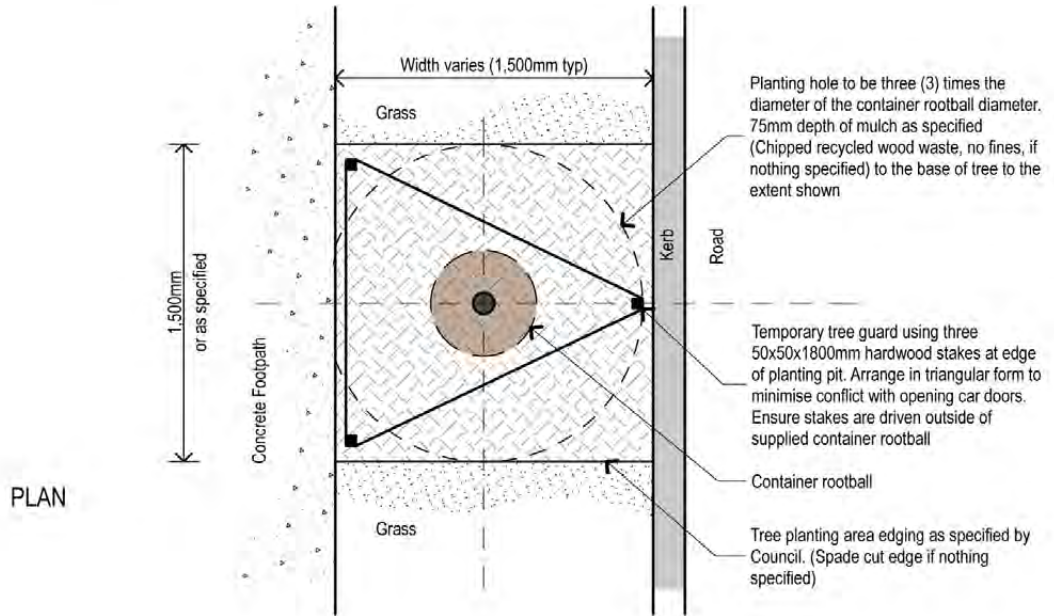 Width varies (1,500mm typ)
Grass
Planting hole to be three (3) times the
diameter of the container rootball diameter.
75mm depth of mulch as specified
(Chipped recycled wood waste, no fines, if
nothing specified) to the base of tree to the
extent shown
1,500mm
or as specified
Concrete Footpath
Kerb
Road
Temporary tree guard using three
50x50x1800mm hardwood stakes at edge
of planting pit. Arrange in triangular form to
minimise conflict with opening car doors.
Ensure stakes are driven outside of
supplied container rootball
Container rootball
PLAN
Grass
Tree planting area edging as specified by
Council. (Spade cut edge if nothing
specified)